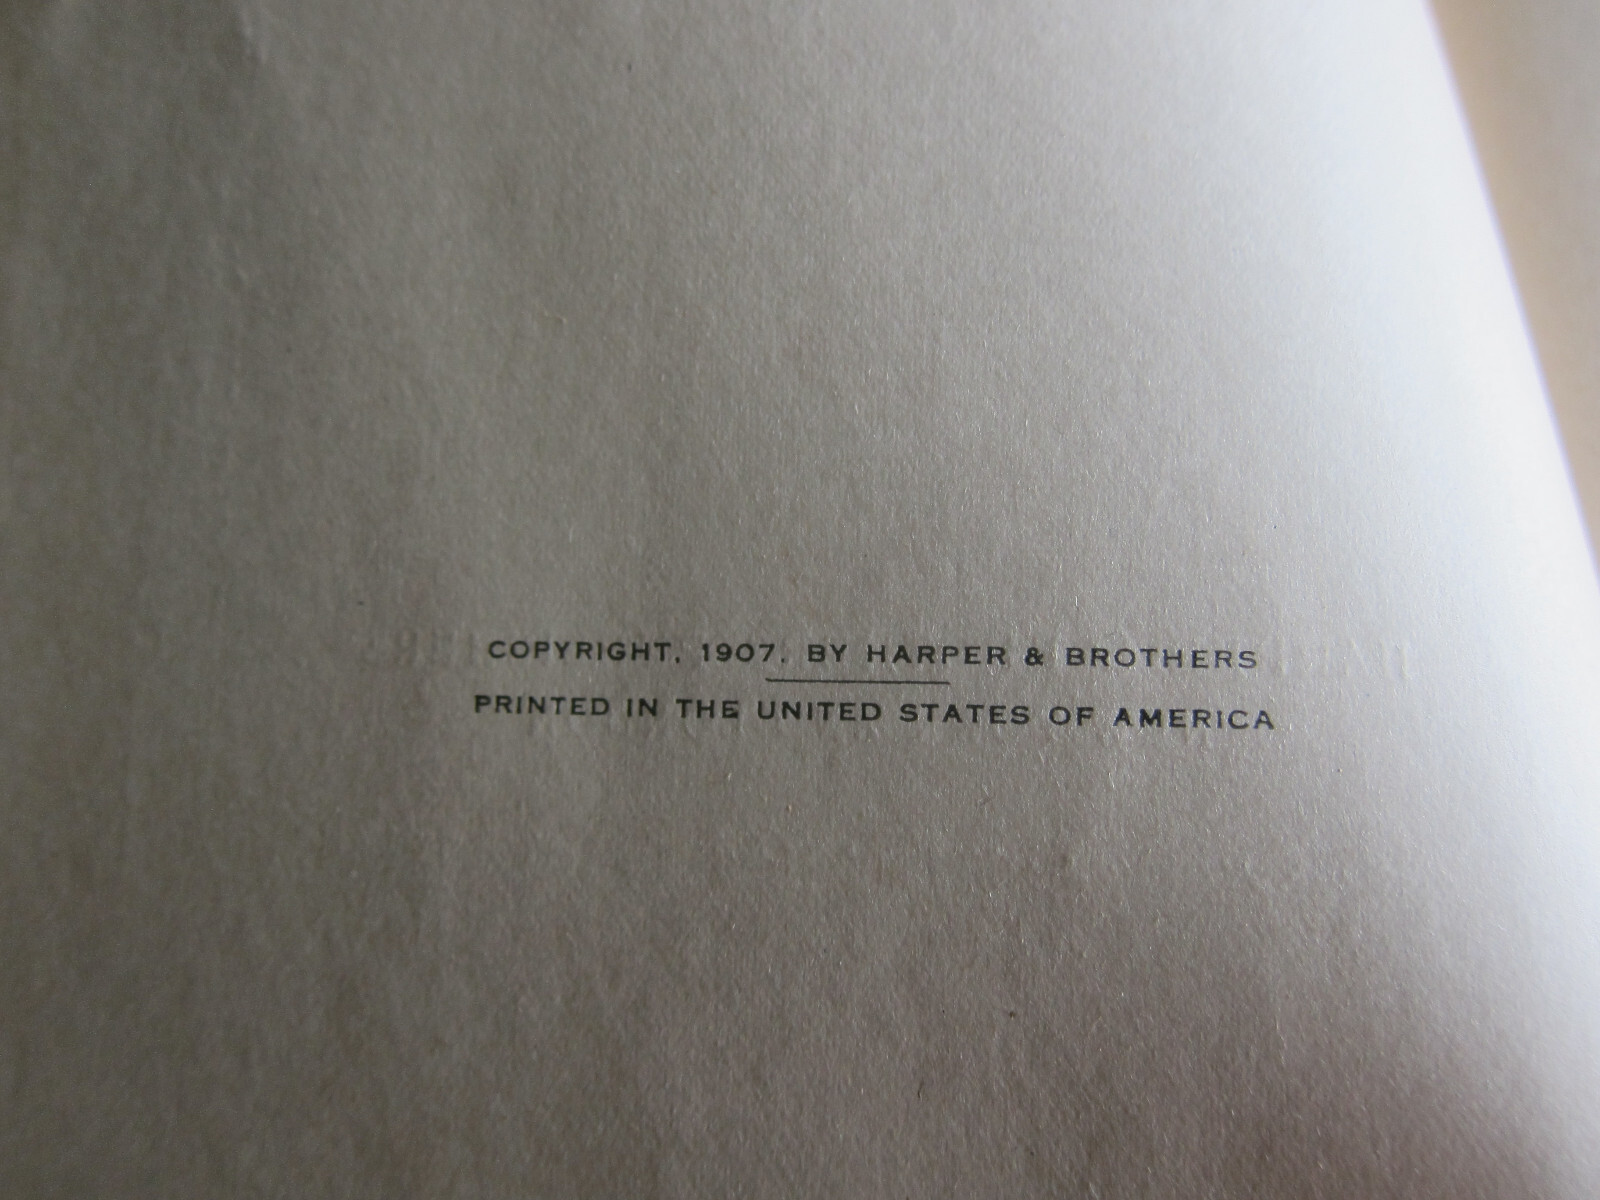 COPYRIGHT, 1907, BY HARPER & BROTHERS
PRINTED IN THE UNITED STATES OF AMERICA